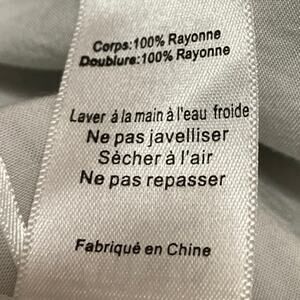 Corps:100% Rayonne
Doublure:100% Rayonne
Laver à la main à l'eau froide
Ne pas javelliser
Sècher à l'air
Ne pas repasser
Fabriqué en Chine